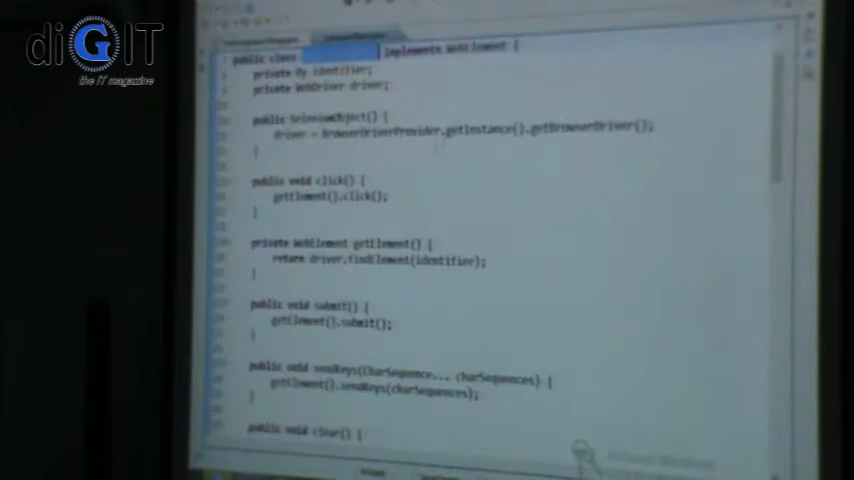 diGIT
the IT magazine
public class implements WebElement {
private By identifier;
private WebDriver driver;
public SeleniumObject() {
driver = BrowserDriverProvider.getInstance().getBrowserDriver();
}
public void click() {
getElement().click();
}
private WebElement getElement() {
return driver.findElement(identifier);
}
public void submit() {
getElement().submit();
}
public void sendKeys(CharSequence... charSequences) {
getElement().sendKeys(charSequences);
}
public void clear() {